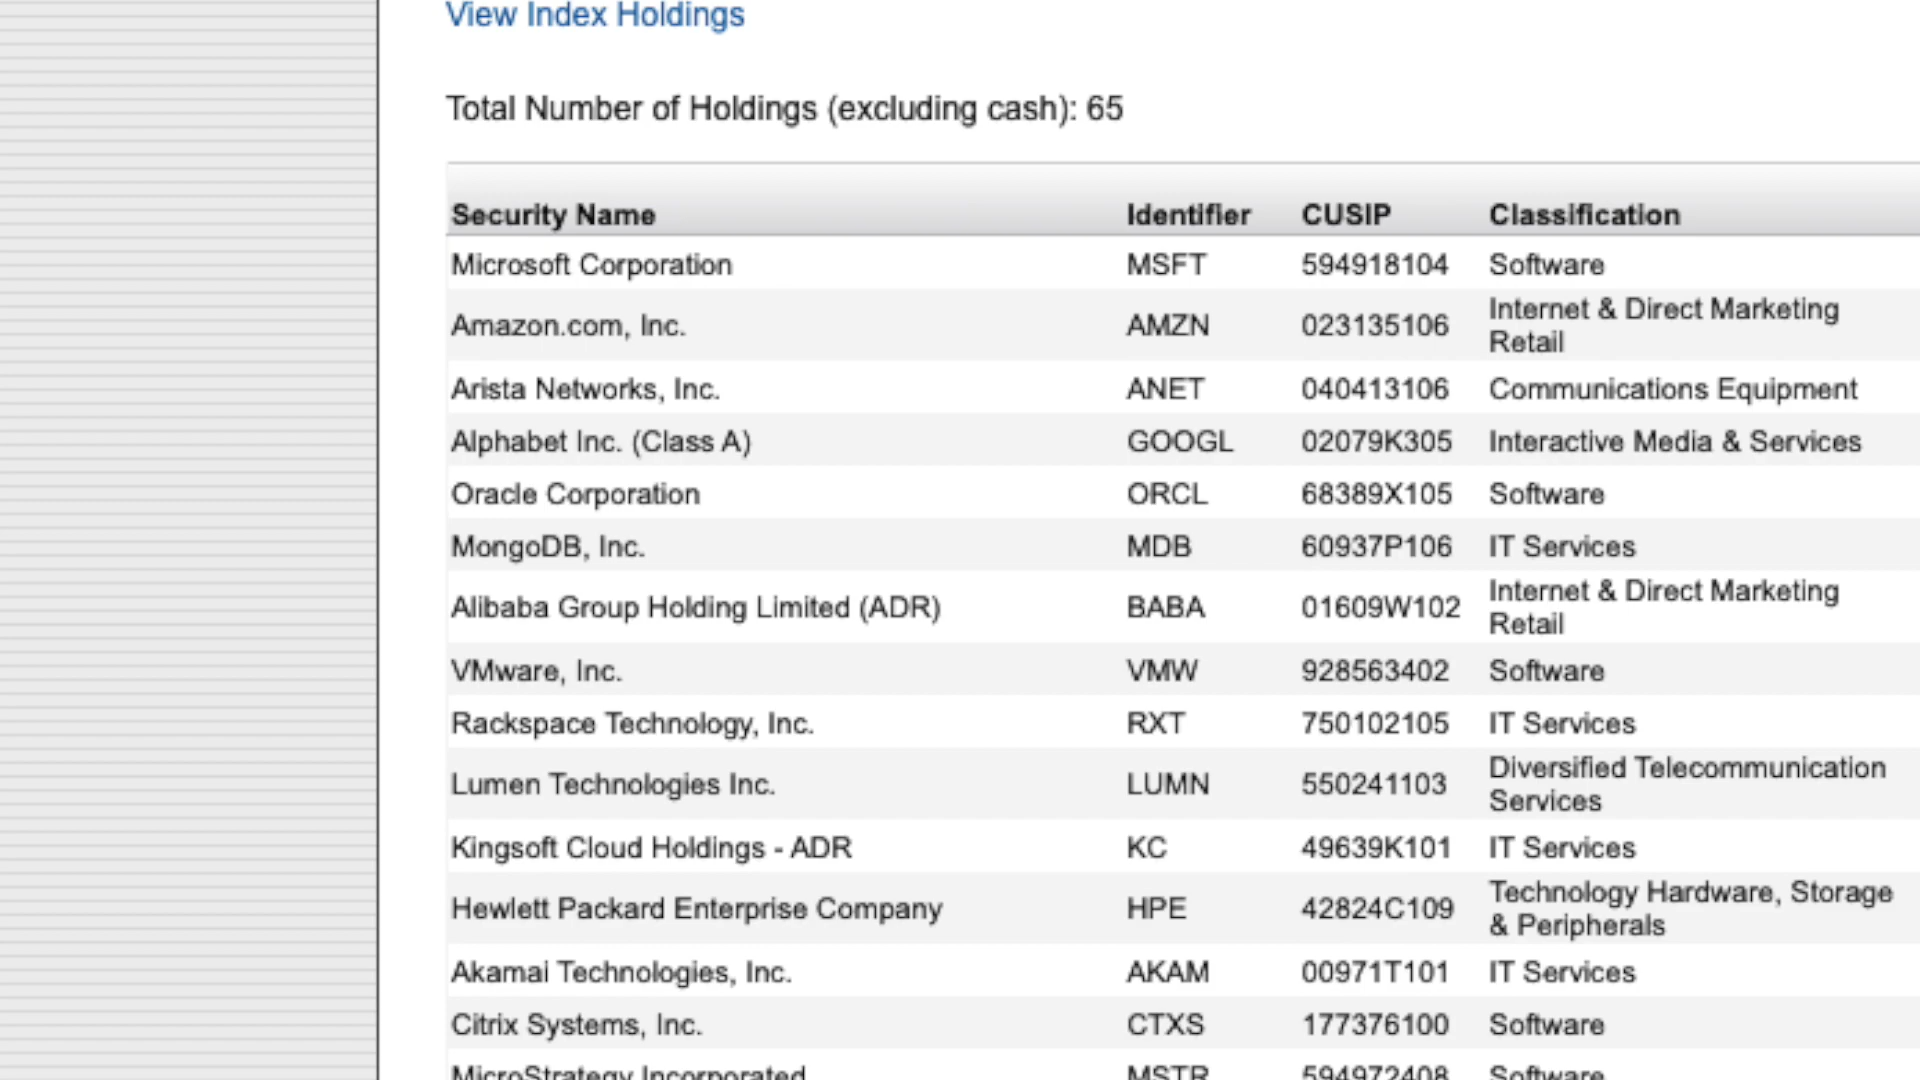 View Index Holdings
Total Number of Holdings (excluding cash): 65
Security Name Identifier CUSIP Classification
Microsoft Corporation MSFT 594918104 Software
Amazon.com, Inc. AMZN 023135106 Internet & Direct Marketing
Retail
Arista Networks, Inc. ANET 040413106 Communications Equipment
Alphabet Inc. (Class A) GOOGL 02079K305 Interactive Media & Services
Oracle Corporation ORCL 68389X105 Software
MongoDB, Inc. MDB 60937P106 IT Services
Alibaba Group Holding Limited (ADR) BABA 01609W102 Internet & Direct Marketing
Retail
VMware, Inc. VMW 928563402 Software
Rackspace Technology, Inc. RXT 750102105 IT Services
Lumen Technologies Inc. LUMN 550241103 Diversified Telecommunication
Services
Kingsoft Cloud Holdings - ADR KC 49639K101 IT Services
Hewlett Packard Enterprise Company HPE 42824C109 Technology Hardware, Storage
& Peripherals
Akamai Technologies, Inc. AKAM 00971T101 IT Services
Citrix Systems, Inc. CTXS 177376100 Software
MicroStrategy Incorporated MSTR 594972408 Software